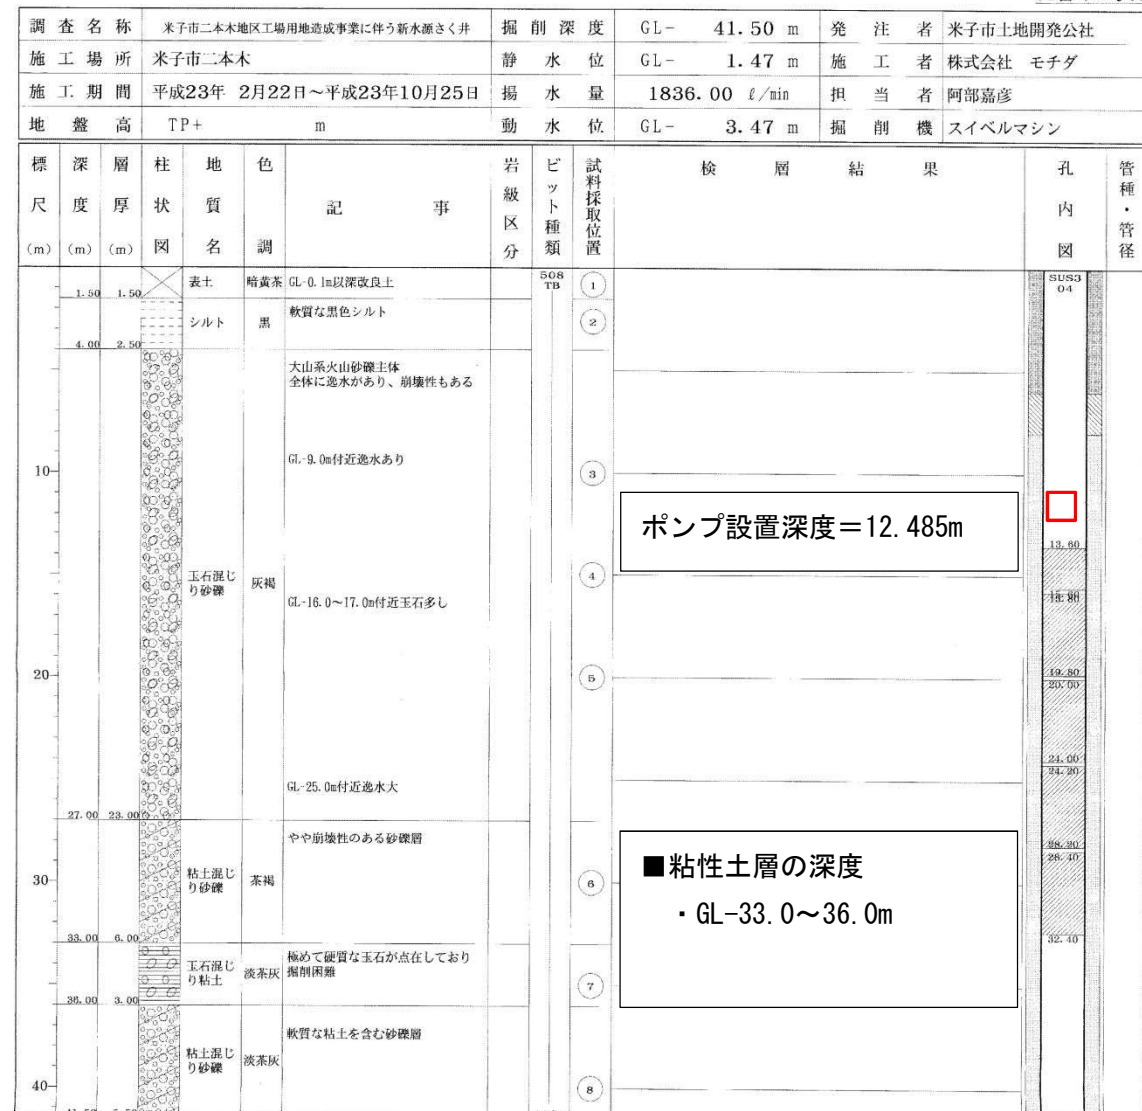 調査名称 米子市二本木地区工場用地造成事業に伴う新水源さく井 掘削深度 GL- 41.50 m 発注者 米子市土地開発公社
施工場所 米子市二本木 静水位 GL- 1.47 m 施工者 株式会社 モチダ
施工期間 平成23年 2月22日~平成23年10月25日 揚水量 1836.00 ℓ/min 担当者 阿部嘉彦
地盤高 TP+ m 動水位 GL- 3.47 m 掘削機 スイベルマシン
標尺(m) 深度(m) 層厚(m) 柱状図 地質名 色調 記事 岩級区分 ビット種類 試料採取位置 検層結果 孔内図 管種・管径
表土 暗黄茶 GL-0.1m以深改良土 508 TB 1 SUS304
1.50 1.50
シルト 黒 軟質な黒色シルト 2
4.00 2.50
大山系火山砂礫主体
全体に逸水があり、崩壊性もある
GL-9.0m付近逸水あり
10 3
ポンプ設置深度=12.485m
13.60
玉石混じり砂礫 灰褐 4
GL-16.0~17.0m付近玉石多し
20 5
19.80
20.00
24.00
24.20
GL-25.0m付近逸水大
27.00 23.00
やや崩壊性のある砂礫層
28.20
28.40
■粘性土層の深度
・GL-33.0~36.0m
30 粘土混じり砂礫 茶褐 6
33.00 6.00 32.40
極めて硬質な玉石が点在しており
掘削困難
玉石混じり粘土 淡茶灰 7
36.00 3.00
軟質な粘土を含む砂礫層
粘土混じり砂礫 淡茶灰
40 8